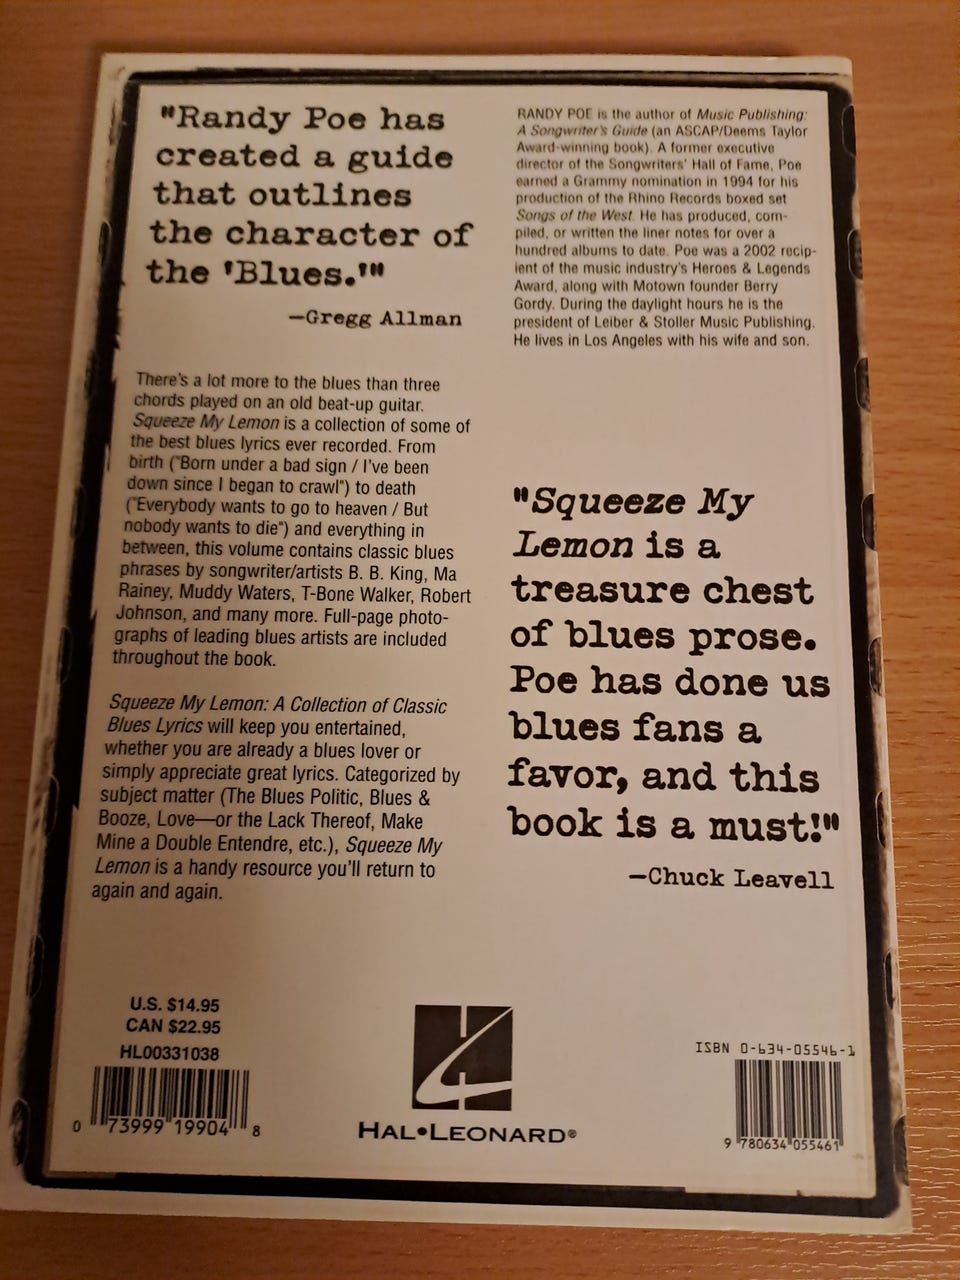 "Randy Poe has
created a guide
that outlines
the character of
the 'Blues.'"
—Gregg Allman
There's a lot more to the blues than three
chords played on an old beat-up guitar.
Squeeze My Lemon is a collection of some of
the best blues lyrics ever recorded. From
birth ("Born under a bad sign / I've been
down since I began to crawl") to death
("Everybody wants to go to heaven / But
nobody wants to die") and everything in
between, this volume contains classic blues
phrases by songwriter/artists B. B. King, Ma
Rainey, Muddy Waters, T-Bone Walker, Robert
Johnson, and many more. Full-page photo-
graphs of leading blues artists are included
throughout the book.
Squeeze My Lemon: A Collection of Classic
Blues Lyrics will keep you entertained,
whether you are already a blues lover or
simply appreciate great lyrics. Categorized by
subject matter (The Blues Politic, Blues &
Booze, Love—or the Lack Thereof, Make
Mine a Double Entendre, etc.), Squeeze My
Lemon is a handy resource you'll return to
again and again.
RANDY POE is the author of Music Publishing:
A Songwriter's Guide (an ASCAP/Deems Taylor
Award-winning book). A former executive
director of the Songwriters' Hall of Fame, Poe
earned a Grammy nomination in 1994 for his
production of the Rhino Records boxed set
Songs of the West. He has produced, com-
piled, or written the liner notes for over a
hundred albums to date. Poe was a 2002 recip-
ient of the music industry's Heroes & Legends
Award, along with Motown founder Berry
Gordy. During the daylight hours he is the
president of Leiber & Stoller Music Publishing.
He lives in Los Angeles with his wife and son.
"Squeeze My
Lemon is a
treasure chest
of blues prose.
Poe has done us
blues fans a
favor, and this
book is a must!"
—Chuck Leavell
U.S. $14.95
CAN $22.95
HL00331038
0 73999 19904 8
HAL•LEONARD®
ISBN 0-634-05546-1
9 780634 055461